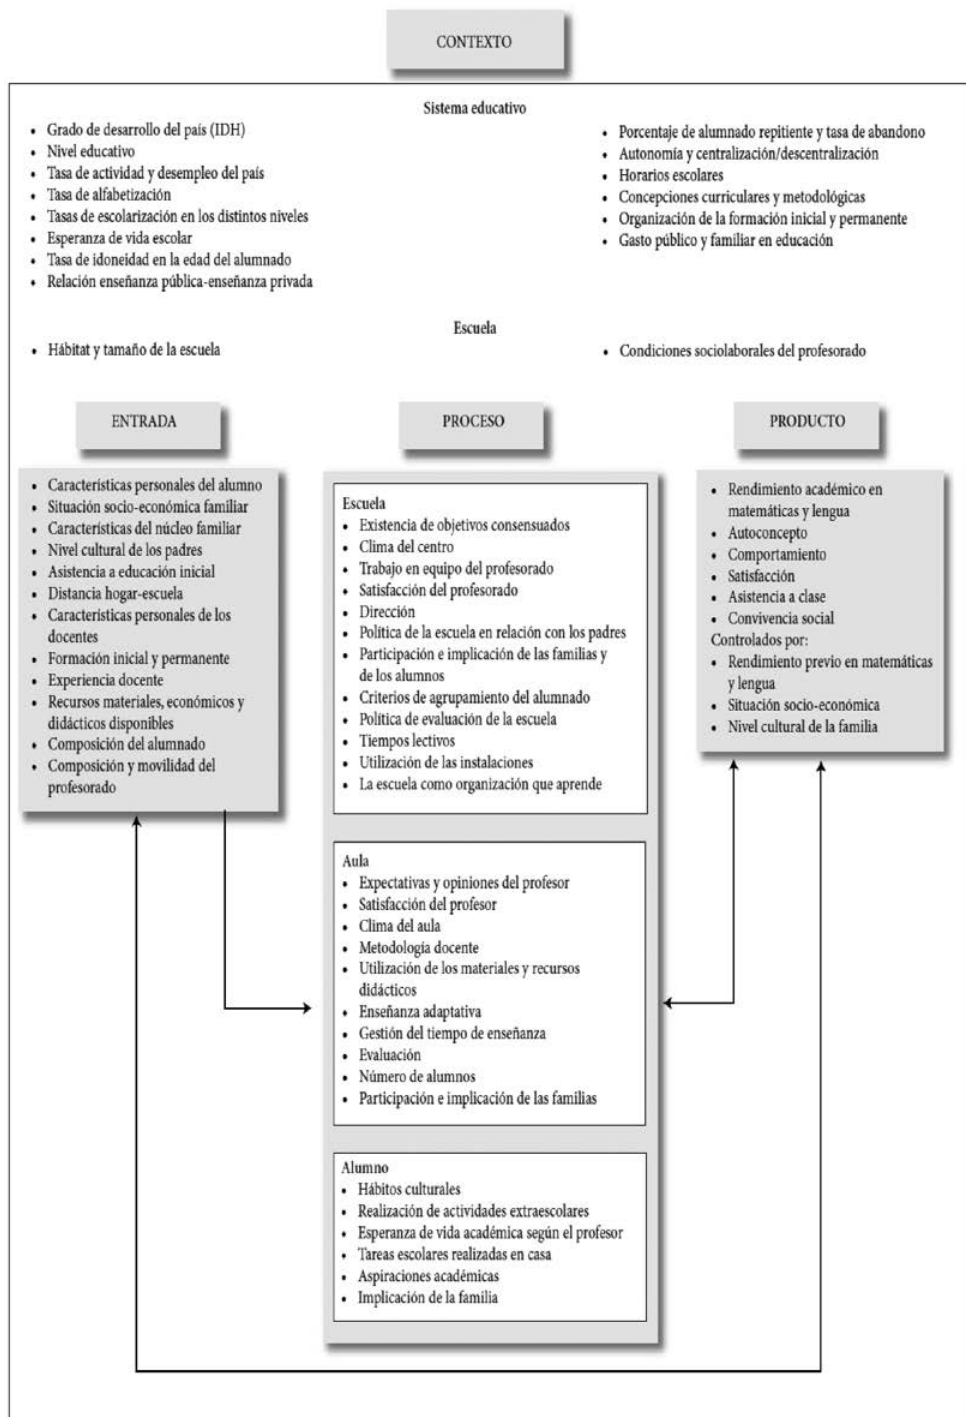 CONTEXTO
Sistema educativo
• Grado de desarrollo del país (IDH)
• Nivel educativo
• Tasa de actividad y desempleo del país
• Tasa de alfabetización
• Tasas de escolarización en los distintos niveles
• Esperanza de vida escolar
• Tasa de idoneidad en la edad del alumnado
• Relación enseñanza pública-enseñanza privada
• Porcentaje de alumnado repitiente y tasa de abandono
• Autonomía y centralización/descentralización
• Horarios escolares
• Concepciones curriculares y metodológicas
• Organización de la formación inicial y permanente
• Gasto público y familiar en educación
Escuela
• Hábitat y tamaño de la escuela
• Condiciones sociolaborales del profesorado
ENTRADA
• Características personales del alumno
• Situación socio-económica familiar
• Características del núcleo familiar
• Nivel cultural de los padres
• Asistencia a educación inicial
• Distancia hogar-escuela
• Características personales de los
docentes
• Formación inicial y permanente
• Experiencia docente
• Recursos materiales, económicos y
didácticos disponibles
• Composición del alumnado
• Composición y movilidad del
profesorado
PROCESO
Escuela
• Existencia de objetivos consensuados
• Clima del centro
• Trabajo en equipo del profesorado
• Satisfacción del profesorado
• Dirección
• Política de la escuela en relación con los padres
• Participación e implicación de las familias y
de los alumnos
• Criterios de agrupamiento del alumnado
• Política de evaluación de la escuela
• Tiempos lectivos
• Utilización de las instalaciones
• La escuela como organización que aprende
Aula
• Expectativas y opiniones del profesor
• Satisfacción del profesor
• Clima del aula
• Metodología docente
• Utilización de los materiales y recursos
didácticos
• Enseñanza adaptativa
• Gestión del tiempo de enseñanza
• Evaluación
• Número de alumnos
• Participación e implicación de las familias
Alumno
• Hábitos culturales
• Realización de actividades extraescolares
• Esperanza de vida académica según el profesor
• Tareas escolares realizadas en casa
• Aspiraciones académicas
• Implicación de la familia
PRODUCTO
• Rendimiento académico en
matemáticas y lengua
• Autoconcepto
• Comportamiento
• Satisfacción
• Asistencia a clase
• Convivencia social
Controlados por:
• Rendimiento previo en matemáticas
y lengua
• Situación socio-económica
• Nivel cultural de la familia